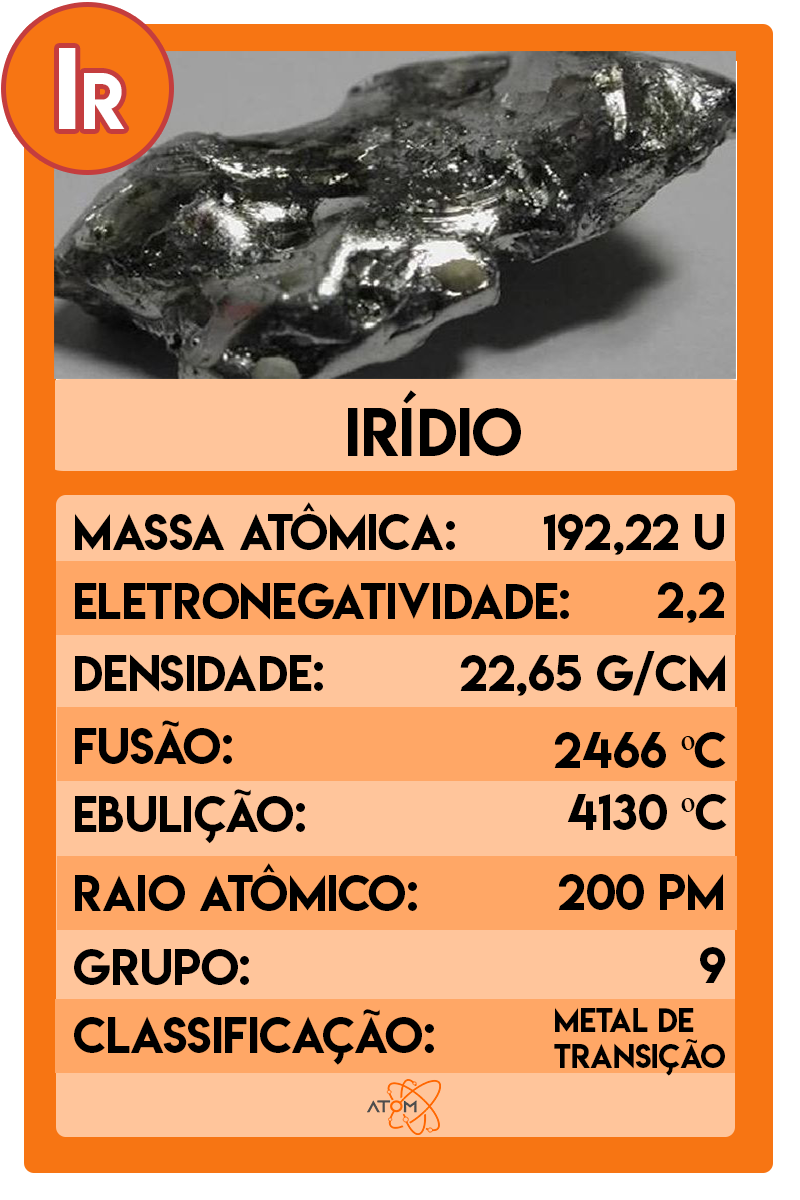 IR
IRÍDIO
MASSA ATÔMICA: 192,22 U
ELETRONEGATIVIDADE: 2,2
DENSIDADE: 22,65 G/CM
FUSÃO: 2466 ºC
EBULIÇÃO: 4130 ºC
RAIO ATÔMICO: 200 PM
GRUPO: 9
CLASSIFICAÇÃO: METAL DE
TRANSIÇÃO
ATOM